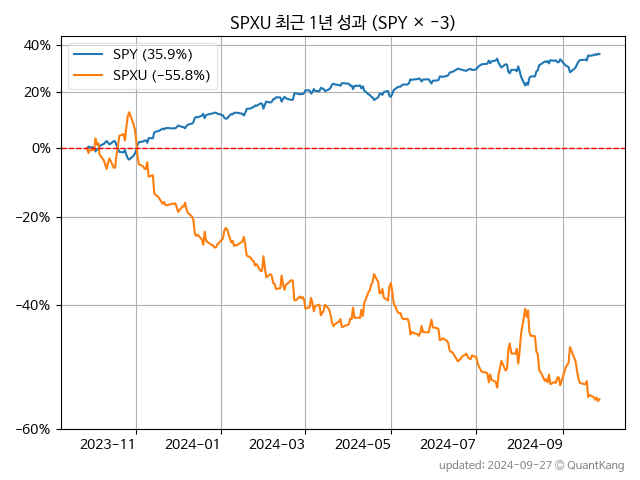 SPXU 최근 1년 성과 (SPY × −3)
SPY (35.9%)
SPXU (−55.8%)
40%
20%
0%
−20%
−40%
−60%
2023−11 2024−01 2024−03 2024−05 2024−07 2024−09
updated: 2024-09-27 © QuantKang